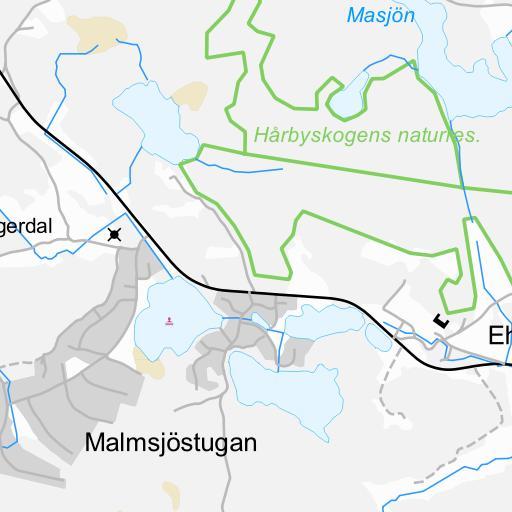 Masjön
Hårbyskogens naturres.
gerdal
Eh
Malmsjöstugan